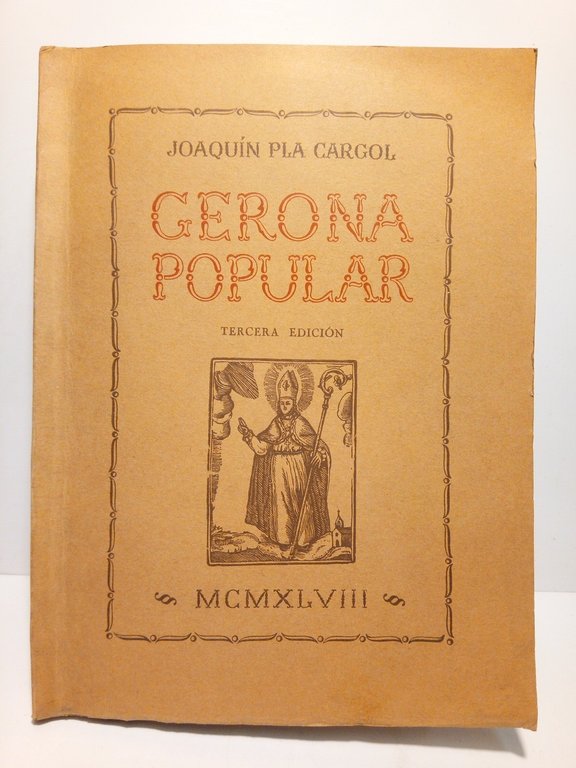 JOAQUÍN PLA CARGOL
GERONA
POPULAR
TERCERA EDICIÓN
§ MCMXLVIII §